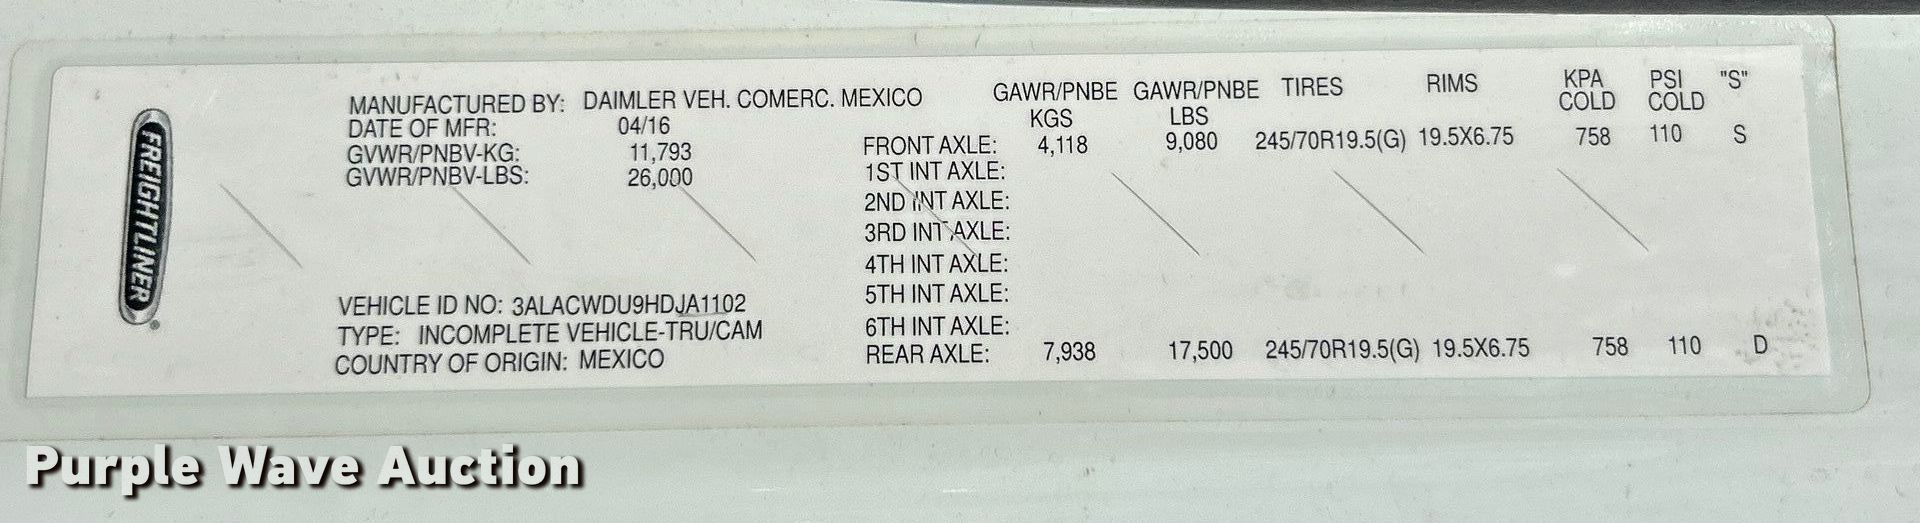 FREIGHTLINER
MANUFACTURED BY: DAIMLER VEH. COMERC. MEXICO
DATE OF MFR: 04/16
GVWR/PNBV-KG: 11,793
GVWR/PNBV-LBS: 26,000
VEHICLE ID NO: 3ALACWDU9HDJA1102
TYPE: INCOMPLETE VEHICLE-TRU/CAM
COUNTRY OF ORIGIN: MEXICO
GAWR/PNBE KGS GAWR/PNBE LBS TIRES RIMS KPA COLD PSI COLD "S"
FRONT AXLE: 4,118 9,080 245/70R19.5(G) 19.5X6.75 758 110 S
1ST INT AXLE:
2ND INT AXLE:
3RD INT AXLE:
4TH INT AXLE:
5TH INT AXLE:
6TH INT AXLE:
REAR AXLE: 7,938 17,500 245/70R19.5(G) 19.5X6.75 758 110 D
Purple Wave Auction